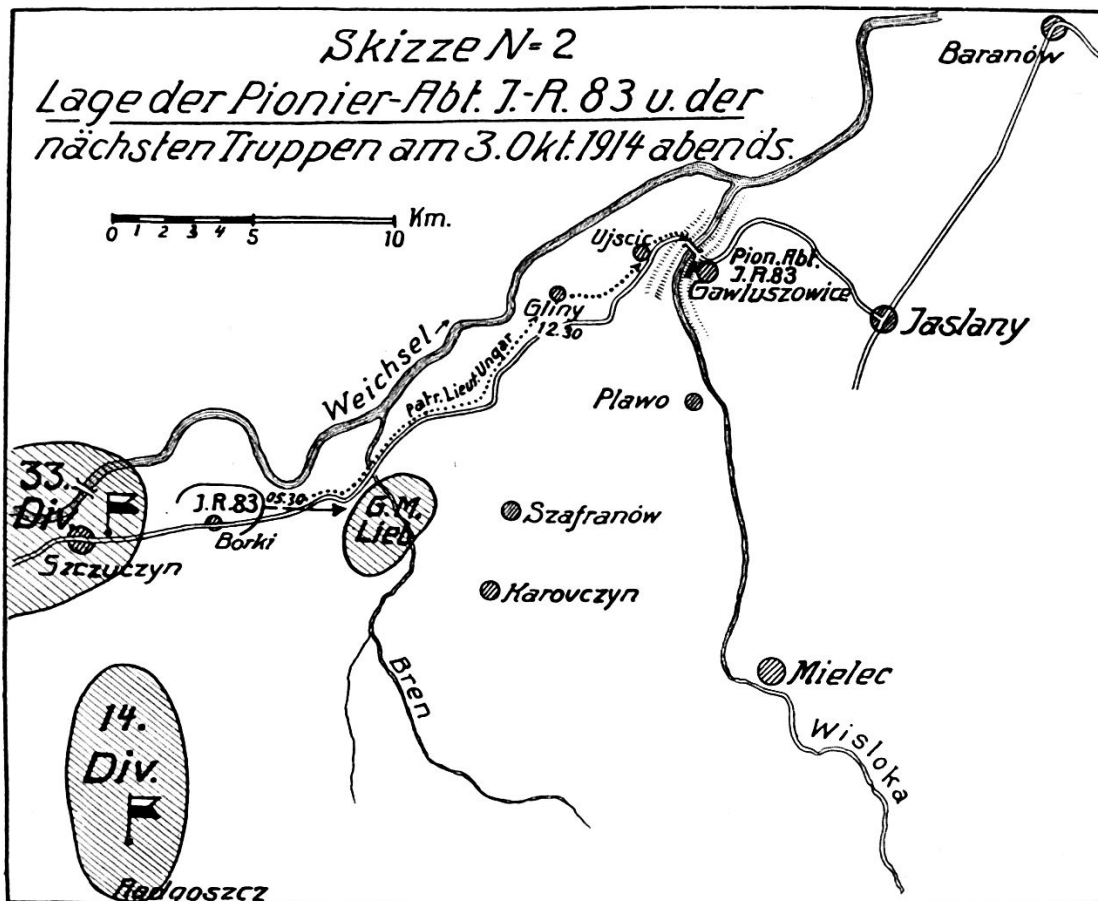 Skizze N=2
Lage der Pionier-Abt. J.-R. 83 u. der
nächsten Truppen am 3. Okt. 1914 abends.
Km.
0 1 2 3 4 5 10
Baranów
Ujscic
Pion. Abt.
J.R. 83
Gawluszowice
Gliny
12.30
Jaslany
Weichsel
patr. Lieut. Ungar
Plawo
33.
Div.
J.R. 83
05.30
G.M.
Lieb
Borki
Szczuczyn
Szafranów
Karouczyn
Bren
Mielec
Wisloka
14.
Div.
Radgoszcz